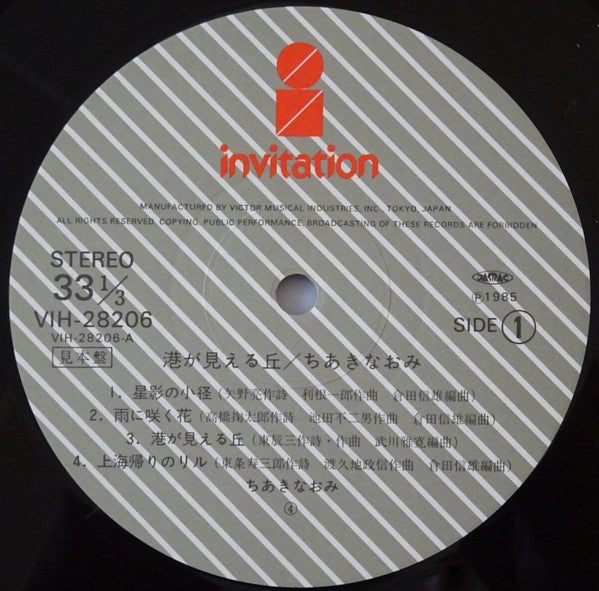 invitation
MANUFACTURED BY VICTOR MUSICAL INDUSTRIES, INC. TOKYO, JAPAN
ALL RIGHTS RESERVED, COPYING, PUBLIC PERFORMANCE, BROADCASTING OF THESE RECORDS ARE FORBIDDEN
STEREO
33 1/3
VIH-28206
VIH-28206-A
見本盤
JASRAC
Ⓟ1985
SIDE 1
港が見える丘/ちあきなおみ
1. 星影の小径(矢野亮作詩 利根一郎作曲 倉田信雄編曲)
2. 雨に咲く花(高橋掬太郎作詩 池田不二男作曲 倉田信雄編曲)
3. 港が見える丘(東辰三作詩・作曲 武川雅寛編曲)
4. 上海帰りのリル(東条寿三郎作詩 渡久地政信作曲 倉田信雄編曲)
ちあきなおみ
④